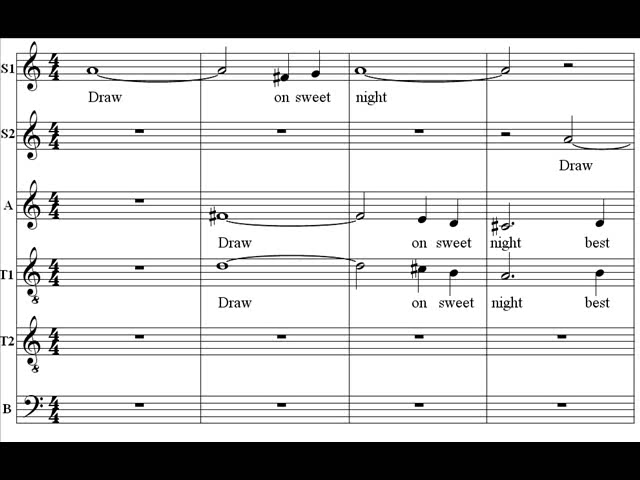 S1
Draw on sweet night
S2
Draw
A
Draw on sweet night best
T1
Draw on sweet night best
T2
B